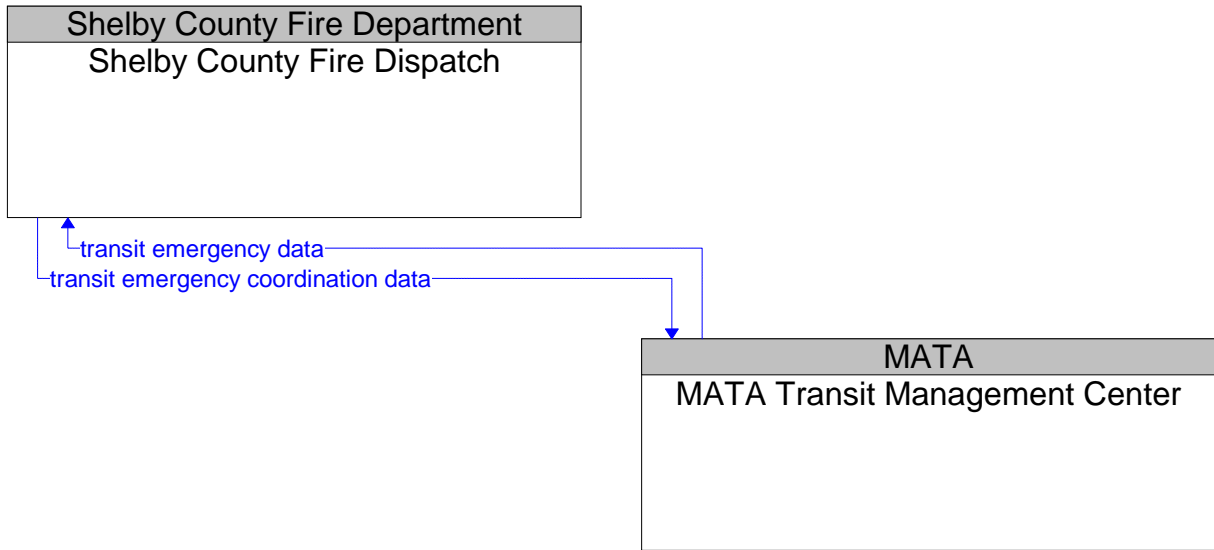 Shelby County Fire Department
Shelby County Fire Dispatch
transit emergency data
transit emergency coordination data
MATA
MATA Transit Management Center